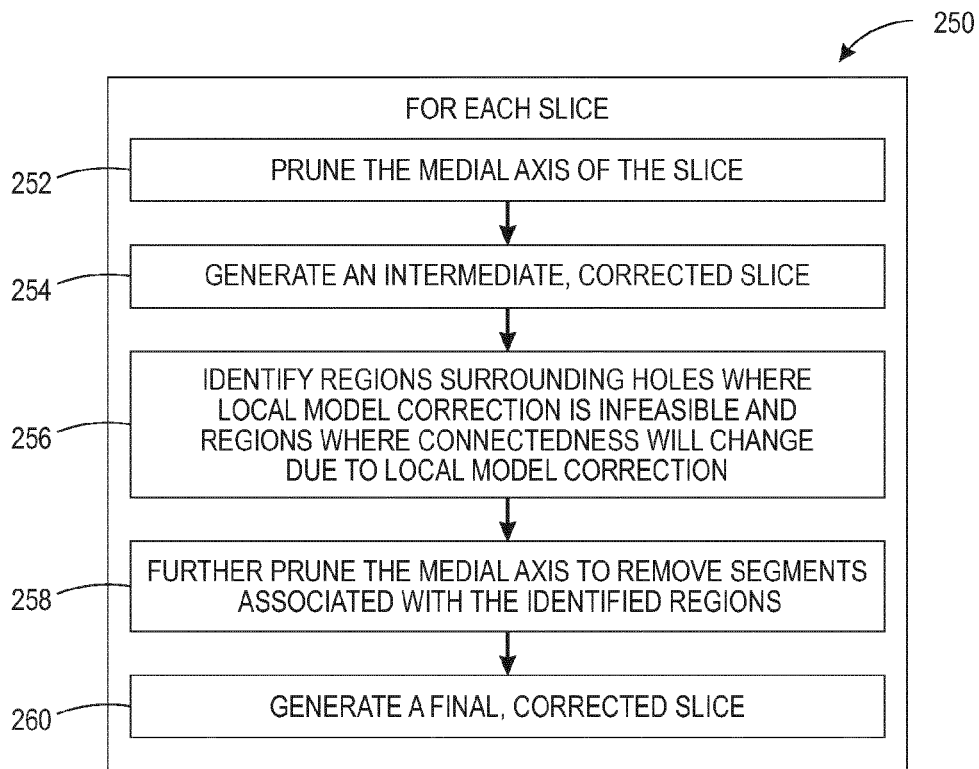 250
FOR EACH SLICE
252
PRUNE THE MEDIAL AXIS OF THE SLICE
254
GENERATE AN INTERMEDIATE, CORRECTED SLICE
256
IDENTIFY REGIONS SURROUNDING HOLES WHERE
LOCAL MODEL CORRECTION IS INFEASIBLE AND
REGIONS WHERE CONNECTEDNESS WILL CHANGE
DUE TO LOCAL MODEL CORRECTION
258
FURTHER PRUNE THE MEDIAL AXIS TO REMOVE SEGMENTS
ASSOCIATED WITH THE IDENTIFIED REGIONS
260
GENERATE A FINAL, CORRECTED SLICE